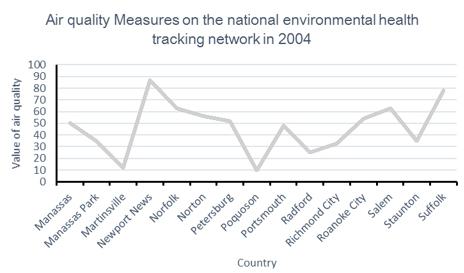 Air quality Measures on the national environmental health
tracking network in 2004
Value of air quality
100
90
80
70
60
50
40
30
20
10
0
Manassas
Manassas Park
Martinsville
Newport News
Norfolk
Norton
Petersburg
Poquoson
Portsmouth
Radford
Richmond City
Roanoke City
Salem
Staunton
Suffolk
Country